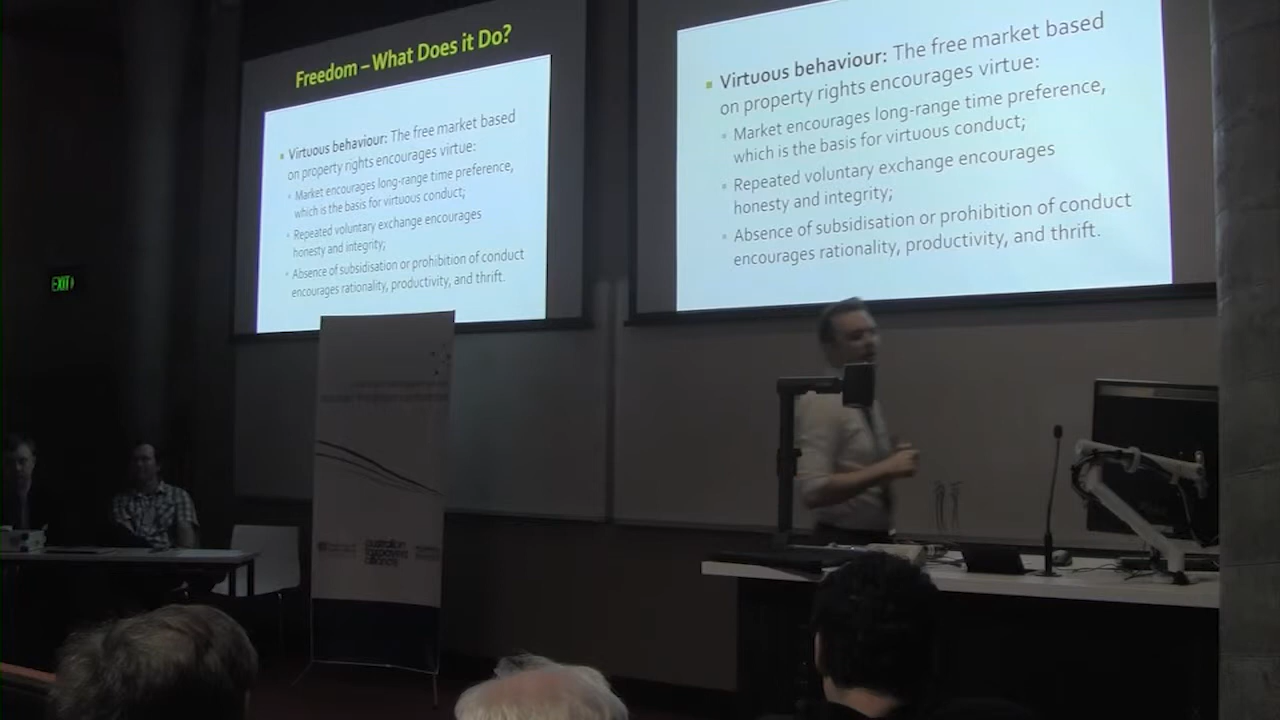 Freedom – What Does it Do?
Virtuous behaviour: The free market based
on property rights encourages virtue:
Market encourages long-range time preference,
which is the basis for virtuous conduct;
Repeated voluntary exchange encourages
honesty and integrity;
Absence of subsidisation or prohibition of conduct
encourages rationality, productivity, and thrift.
Virtuous behaviour: The free market based
on property rights encourages virtue:
Market encourages long-range time preference,
which is the basis for virtuous conduct;
Repeated voluntary exchange encourages
honesty and integrity;
Absence of subsidisation or prohibition of conduct
encourages rationality, productivity, and thrift.
EXIT
australian
taxpayers'
alliance